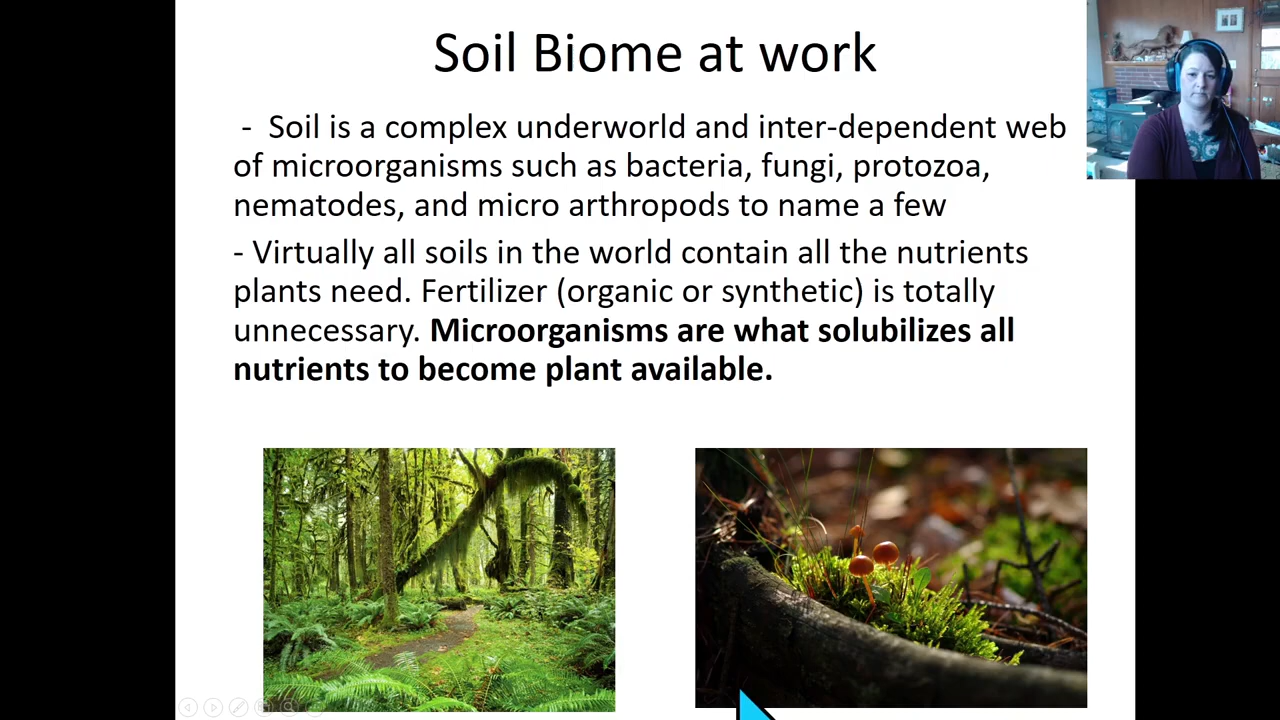 Soil Biome at work
- Soil is a complex underworld and inter-dependent web
of microorganisms such as bacteria, fungi, protozoa,
nematodes, and micro arthropods to name a few
- Virtually all soils in the world contain all the nutrients
plants need. Fertilizer (organic or synthetic) is totally
unnecessary. Microorganisms are what solubilizes all
nutrients to become plant available.